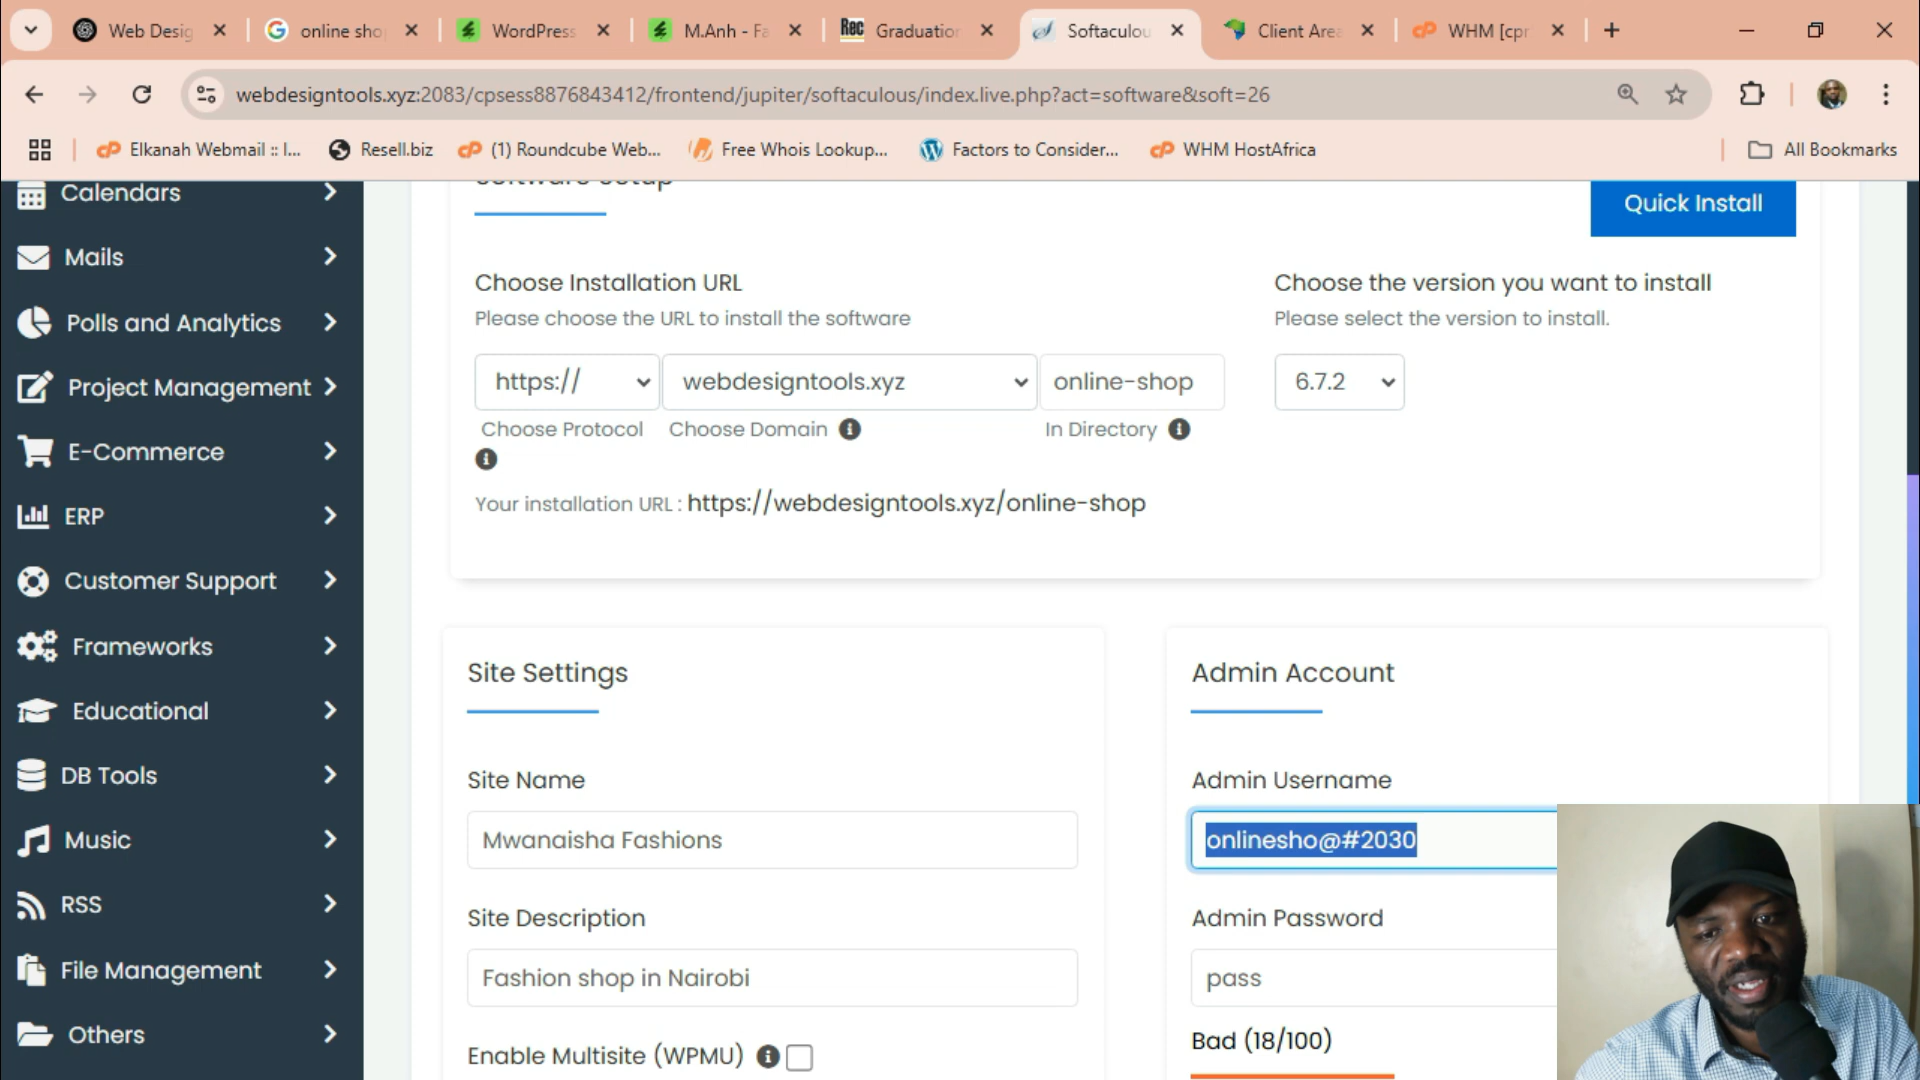 Web Desig
online sho
WordPress
M.Anh - Fa
Rec
Graduation
Softaculou
Client Area
WHM [cpr
webdesigntools.xyz:2083/cpsess8876843412/frontend/jupiter/softaculous/index.live.php?act=software&soft=26
Elkanah Webmail :: I...
Resell.biz
(1) Roundcube Web...
Free Whois Lookup...
Factors to Consider...
WHM HostAfrica
All Bookmarks
Calendars
Mails
Polls and Analytics
Project Management
E-Commerce
ERP
Customer Support
Frameworks
Educational
DB Tools
Music
RSS
File Management
Others
Software Setup
Quick Install
Choose Installation URL
Please choose the URL to install the software
https://
webdesigntools.xyz
online-shop
Choose Protocol
Choose Domain
In Directory
Your installation URL : https://webdesigntools.xyz/online-shop
Choose the version you want to install
Please select the version to install.
6.7.2
Site Settings
Site Name
Mwanaisha Fashions
Site Description
Fashion shop in Nairobi
Enable Multisite (WPMU)
Admin Account
Admin Username
onlinesho@#2030
Admin Password
pass
Bad (18/100)